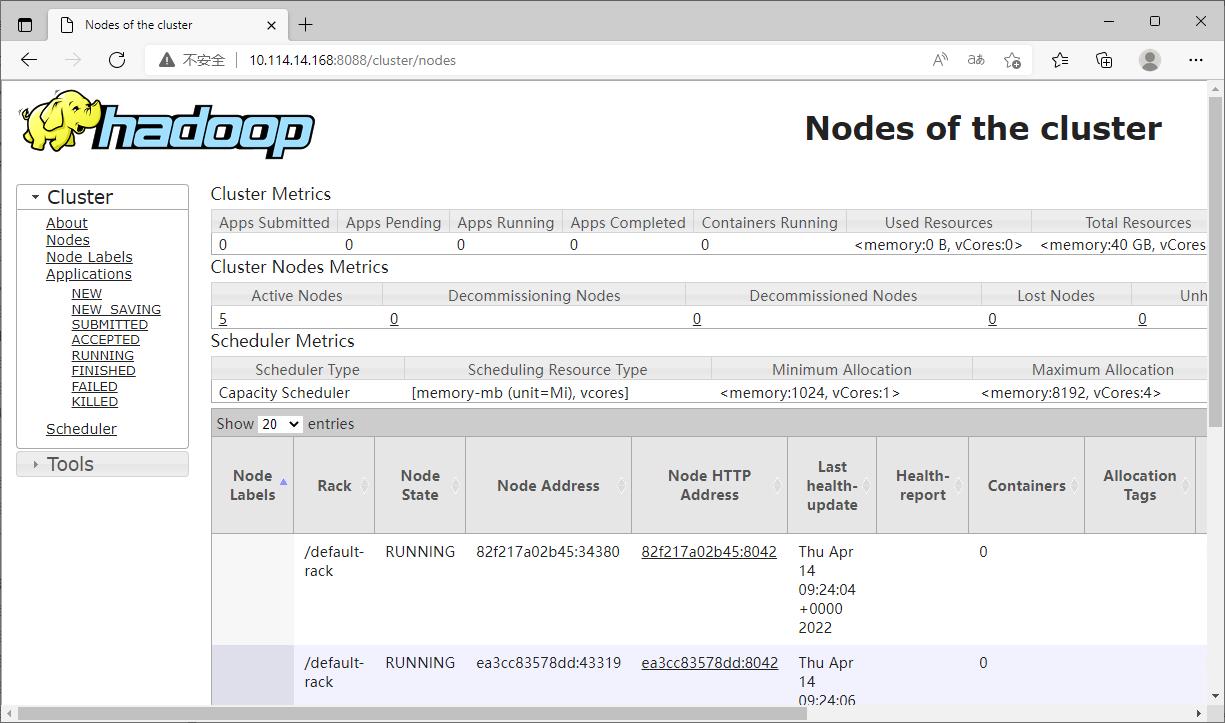 Nodes of the cluster
不安全 10.114.14.168:8088/cluster/nodes
hadoop
Nodes of the cluster
Cluster
About
Nodes
Node Labels
Applications
NEW
NEW_SAVING
SUBMITTED
ACCEPTED
RUNNING
FINISHED
FAILED
KILLED
Scheduler
Tools
Cluster Metrics
Apps Submitted Apps Pending Apps Running Apps Completed Containers Running Used Resources Total Resources
0 0 0 0 0 <memory:0 B, vCores:0> <memory:40 GB, vCores
Cluster Nodes Metrics
Active Nodes Decommissioning Nodes Decommissioned Nodes Lost Nodes Unh
5 0 0 0 0
Scheduler Metrics
Scheduler Type Scheduling Resource Type Minimum Allocation Maximum Allocation
Capacity Scheduler [memory-mb (unit=Mi), vcores] <memory:1024, vCores:1> <memory:8192, vCores:4>
Show 20 entries
Node Labels Rack Node State Node Address Node HTTP Address Last health-update Health-report Containers Allocation Tags
/default- RUNNING 82f217a02b45:34380 82f217a02b45:8042 Thu Apr 0
rack 14
09:24:04
+0000
2022
/default- RUNNING ea3cc83578dd:43319 ea3cc83578dd:8042 Thu Apr 0
rack 14
09:24:06